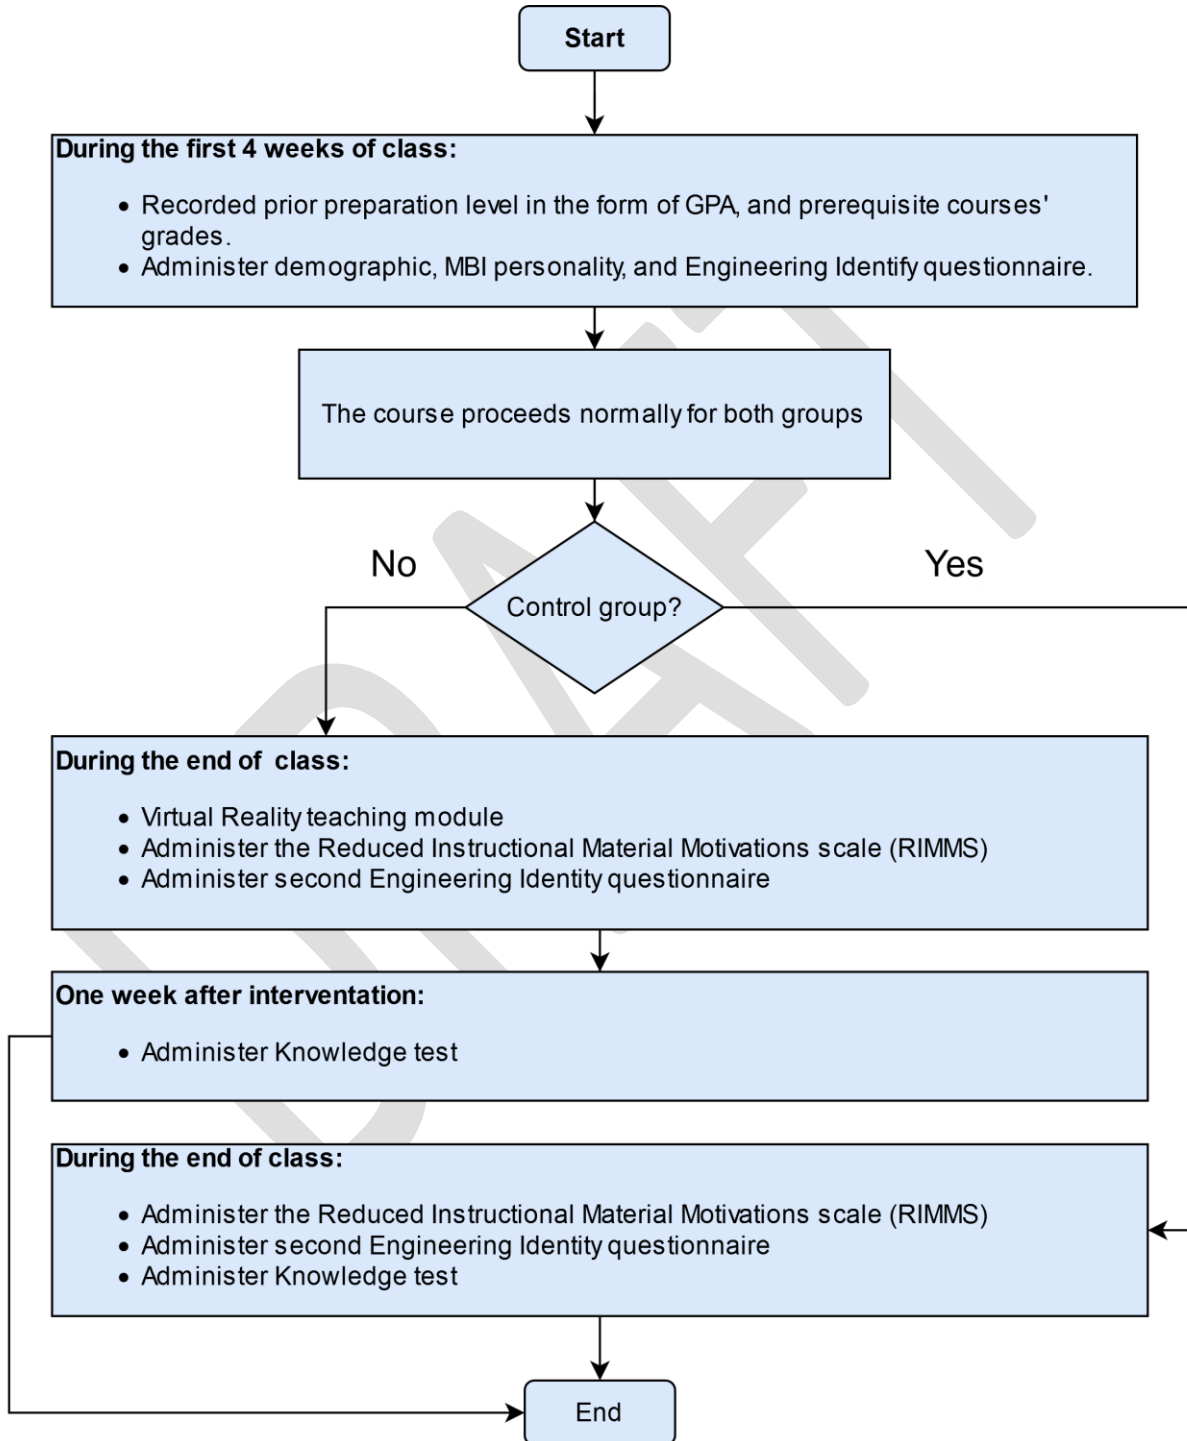 Start
During the first 4 weeks of class:
• Recorded prior preparation level in the form of GPA, and prerequisite courses'
grades.
• Administer demographic, MBI personality, and Engineering Identify questionnaire.
The course proceeds normally for both groups
No
Yes
Control group?
During the end of class:
• Virtual Reality teaching module
• Administer the Reduced Instructional Material Motivations scale (RIMMS)
• Administer second Engineering Identity questionnaire
One week after interventation:
• Administer Knowledge test
During the end of class:
• Administer the Reduced Instructional Material Motivations scale (RIMMS)
• Administer second Engineering Identity questionnaire
• Administer Knowledge test
End
DRAFT